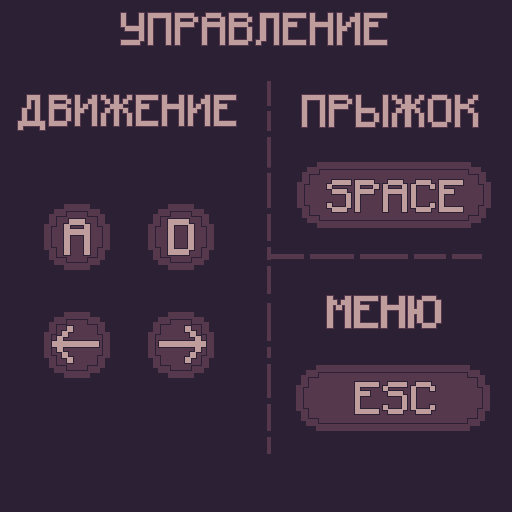 УПРАВЛЕНИЕ
ДВИЖЕНИЕ
A D
← →
ПРЫЖОК
SPACE
МЕНЮ
ESC